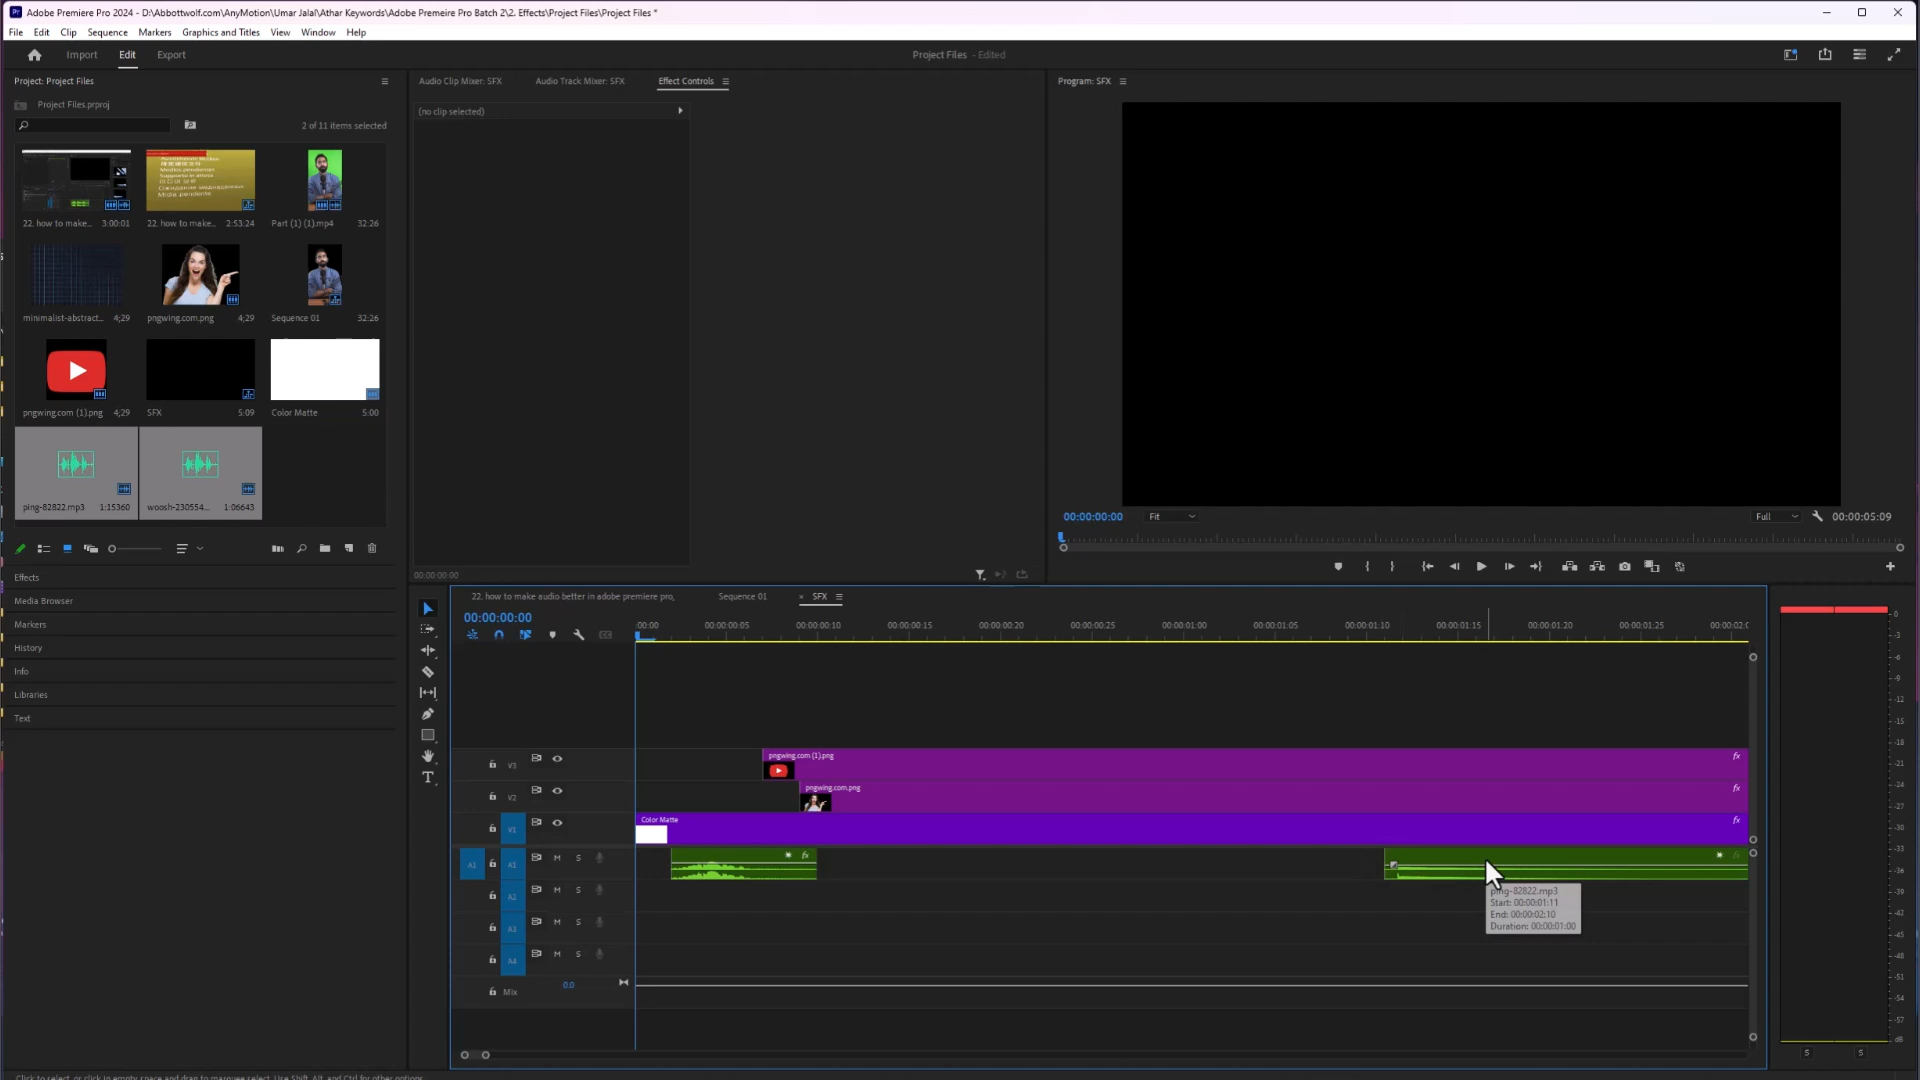 Adobe Premiere Pro 2024 - D:\Abbottwolf.com\AnyMotion\Umar Jalal\Athar Keywords\Adobe Premeire Pro Batch 2\2. Effects\Project Files\Project Files *
File Edit Clip Sequence Markers Graphics and Titles View Window Help
Import Edit Export
Project Files - Edited
Project: Project Files
Audio Clip Mixer: SFX Audio Track Mixer: SFX Effect Controls
Program: SFX
Project Files.prproj
(no clip selected)
2 of 11 items selected
22. how to make... 3:00:01
22. how to make... 2:53:24
Part (1) (1).mp4 32:26
minimalist-abstract... 4;29
pngwing.com.png 4;29
Sequence 01 32:26
pngwing.com (1).png 4;29
SFX 5:09
Color Matte 5:00
ping-82822.mp3 1:15360
woosh-230554... 1:06643
00:00:00:00 Fit Full 00:00:05:09
Effects
Media Browser
Markers
History
Info
Libraries
Text
00:00:00:00
22. how to make audio better in adobe premiere pro,
Sequence 01
× SFX
00:00:00:00
:00:00 00:00:00:05 00:00:00:10 00:00:00:15 00:00:00:20 00:00:00:25 00:00:01:00 00:00:01:05 00:00:01:10 00:00:01:15 00:00:01:20 00:00:01:25 00:00:02:0
V3 pngwing.com (1).png fx
V2 pngwing.com.png fx
V1 Color Matte fx
A1 A1 M S fx
A2 M S
A3 M S
A4 M S
Mix 0.0
ping-82822.mp3
Start: 00:00:01:11
End: 00:00:02:10
Duration: 00:00:01:00
0
-3
-6
-9
-12
-15
-18
-21
-24
-27
-30
-33
-36
-39
-42
-45
-48
-51
-54
-57
dB
S S
Click to select, or click in empty space and drag to marquee select. Use Shift, Alt, and Ctrl for other options.